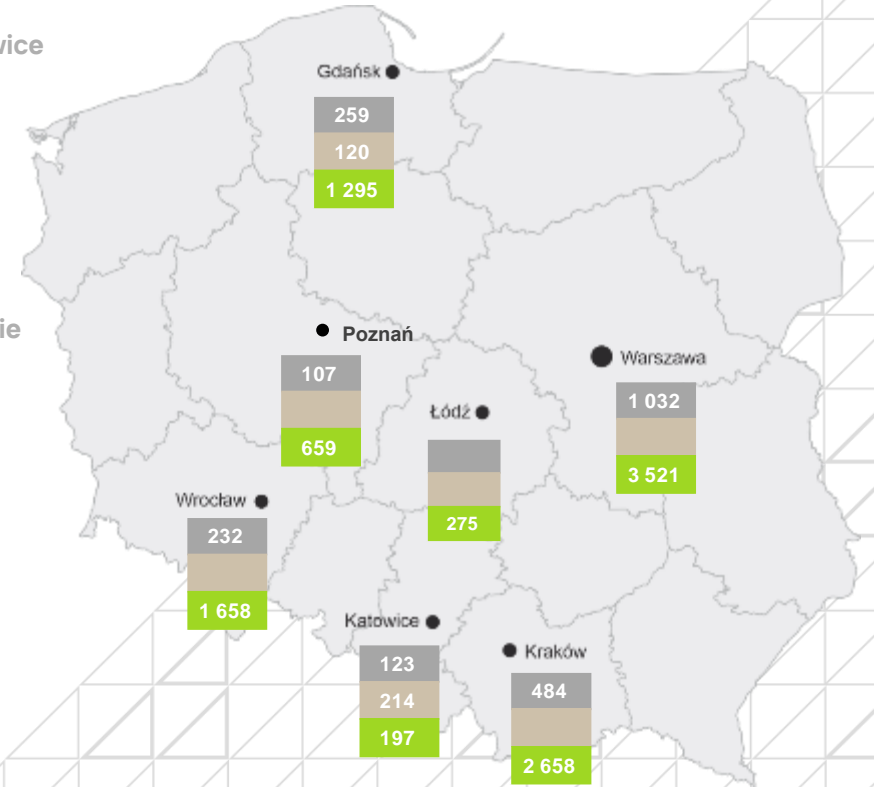 wice
Gdańsk
259
120
1 295
ie
Poznań
107
659
Warszawa
1 032
3 521
Łódź
275
Wrocław
232
1 658
Katowice
123
214
197
Kraków
484
2 658